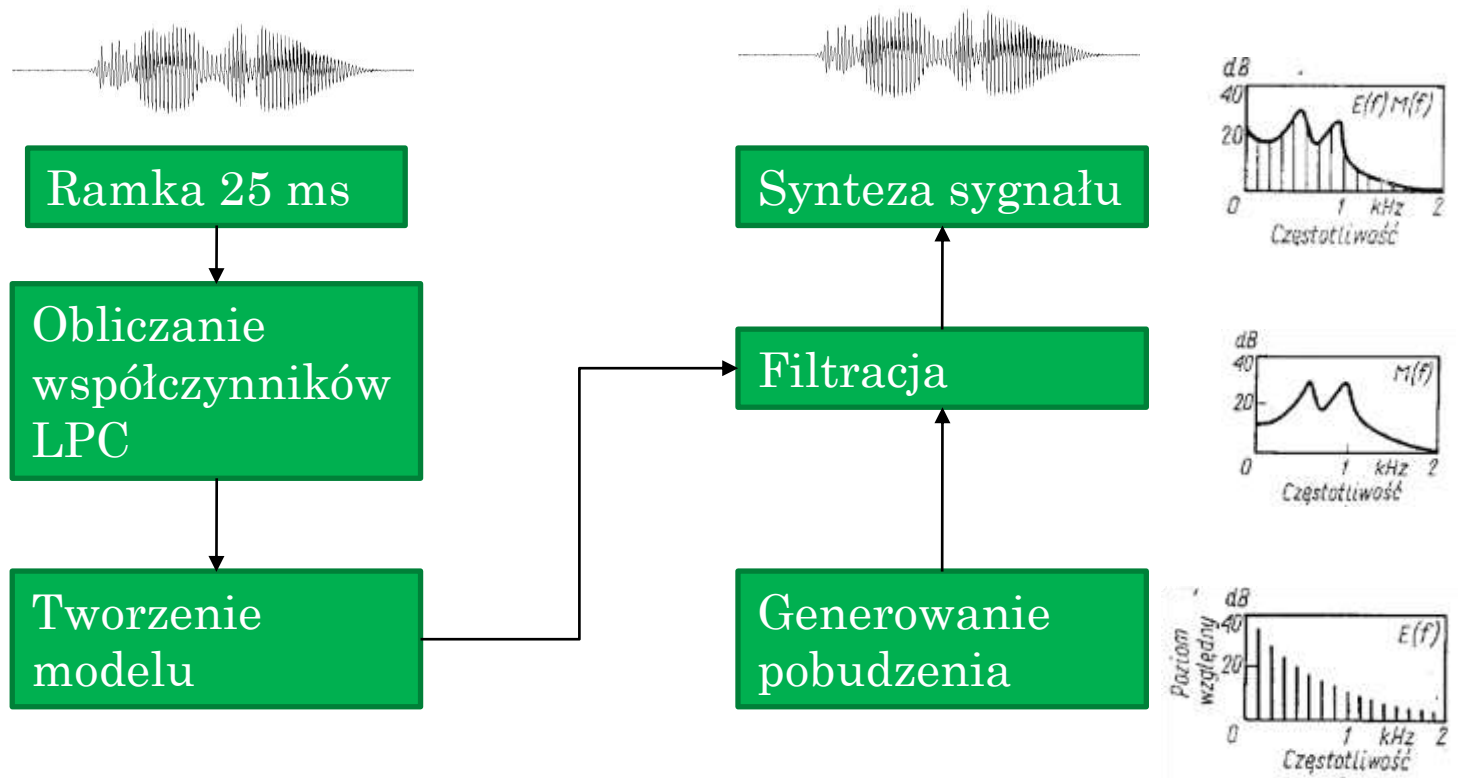 Ramka 25 ms
Obliczanie
współczynników
LPC
Tworzenie
modelu
Synteza sygnału
Filtracja
Generowanie
pobudzenia
dB
40
E(f) M(f)
20
0 1 kHz 2
Częstotliwość
dB
40
M(f)
20
0 1 kHz 2
Częstotliwość
dB
40
E(f)
20
Poziom
względny
0 1 kHz 2
Częstotliwość